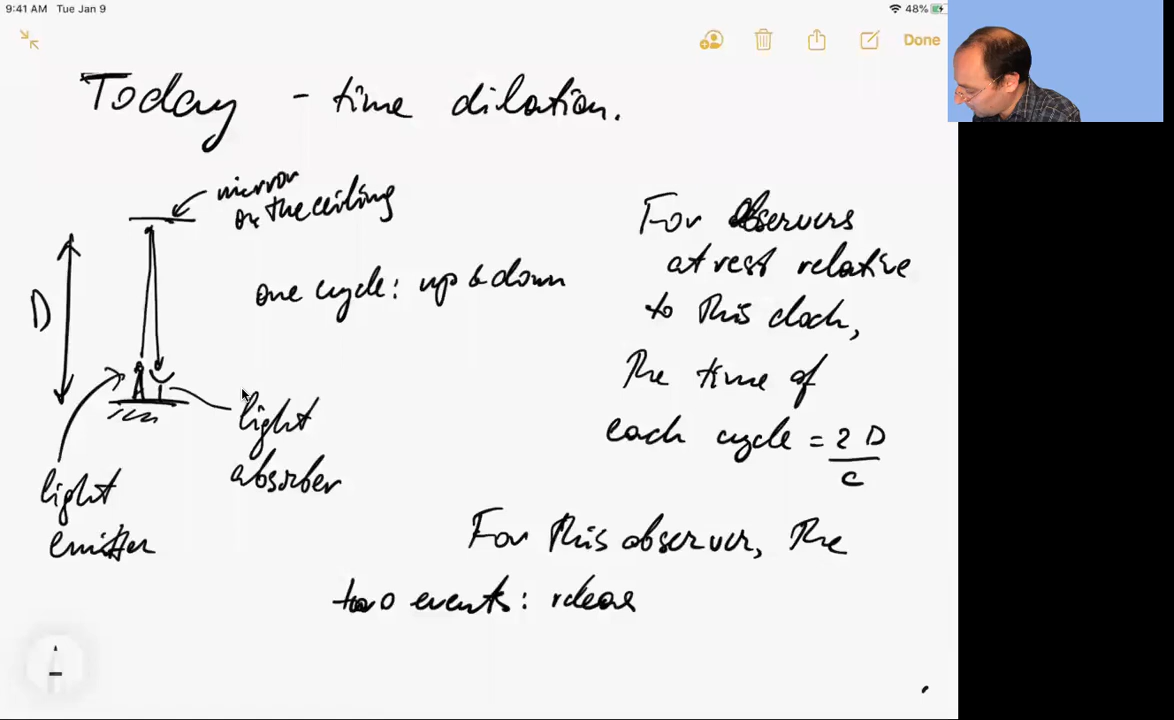 9:41 AM Tue Jan 9
48%
Done
Today - time dilation.
mirror
on the ceiling
D
one cycle: up & down
light
absorber
light
emitter
For observers
at rest relative
to this clock,
the time of
each cycle = 2 D
c
For this observer, the
two events: release